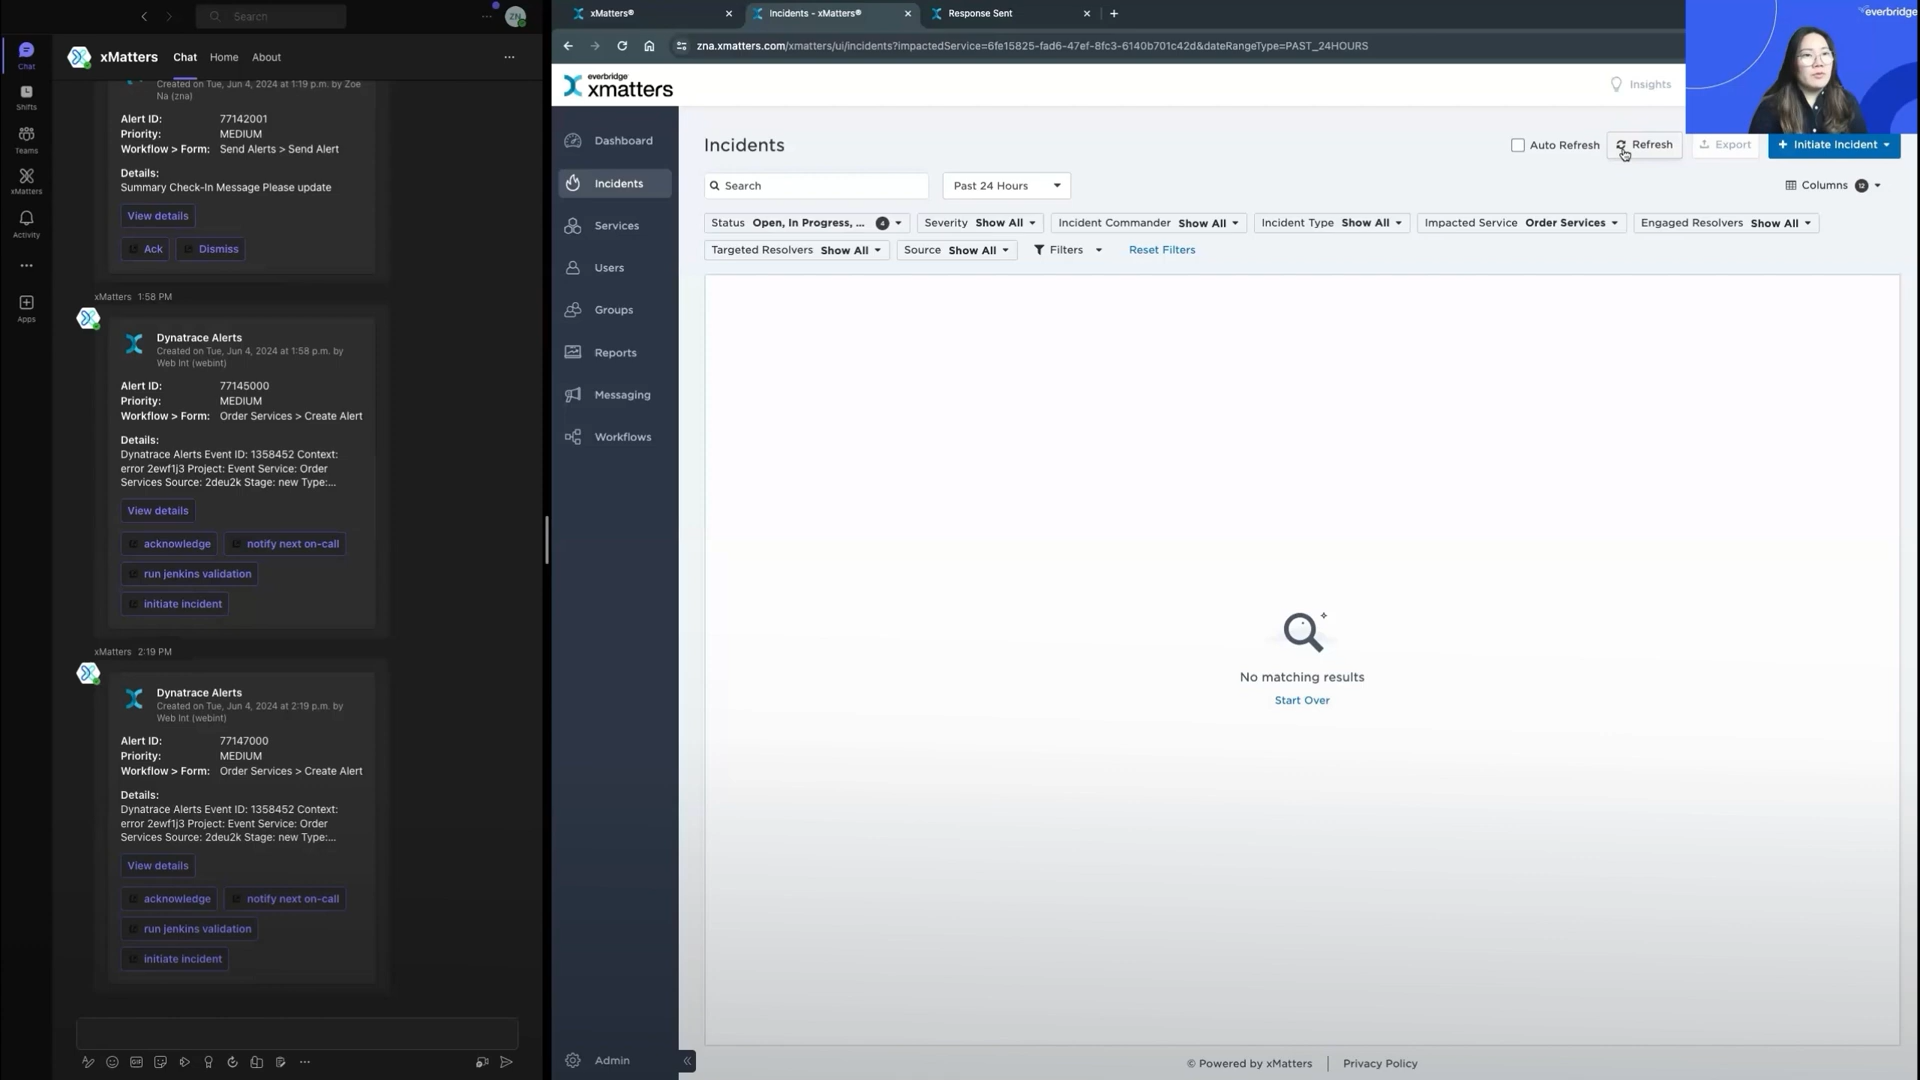 Search
ZN
xMatters
Chat
Home
About
Chat
Shifts
Teams
xMatters
Activity
Apps
Created on Tue, Jun 4, 2024 at 1:19 p.m. by Zoe
Na (zna)
Alert ID: 77142001
Priority: MEDIUM
Workflow > Form: Send Alerts > Send Alert
Details:
Summary Check-In Message Please update
View details
Ack
Dismiss
xMatters 1:58 PM
Dynatrace Alerts
Created on Tue, Jun 4, 2024 at 1:58 p.m. by
Web Int (webint)
Alert ID: 77145000
Priority: MEDIUM
Workflow > Form: Order Services > Create Alert
Details:
Dynatrace Alerts Event ID: 1358452 Context:
error 2ewf1j3 Project: Event Service: Order
Services Source: 2deu2k Stage: new Type:...
View details
acknowledge
notify next on-call
run jenkins validation
initiate incident
xMatters 2:19 PM
Dynatrace Alerts
Created on Tue, Jun 4, 2024 at 2:19 p.m. by
Web Int (webint)
Alert ID: 77147000
Priority: MEDIUM
Workflow > Form: Order Services > Create Alert
Details:
Dynatrace Alerts Event ID: 1358452 Context:
error 2ewf1j3 Project: Event Service: Order
Services Source: 2deu2k Stage: new Type:...
View details
acknowledge
notify next on-call
run jenkins validation
initiate incident
xMatters®
Incidents - xMatters®
Response Sent
zna.xmatters.com/xmatters/ui/incidents?impactedService=6fe15825-fad6-47ef-8fc3-6140b701c42d&dateRangeType=PAST_24HOURS
everbridge
everbridge
xmatters
Insights
Dashboard
Incidents
Services
Users
Groups
Reports
Messaging
Workflows
Admin
Incidents
Auto Refresh
Refresh
Export
+ Initiate Incident
Search
Past 24 Hours
Columns 12
Status Open, In Progress, ... 4
Severity Show All
Incident Commander Show All
Incident Type Show All
Impacted Service Order Services
Engaged Resolvers Show All
Targeted Resolvers Show All
Source Show All
Filters
Reset Filters
No matching results
Start Over
© Powered by xMatters
Privacy Policy